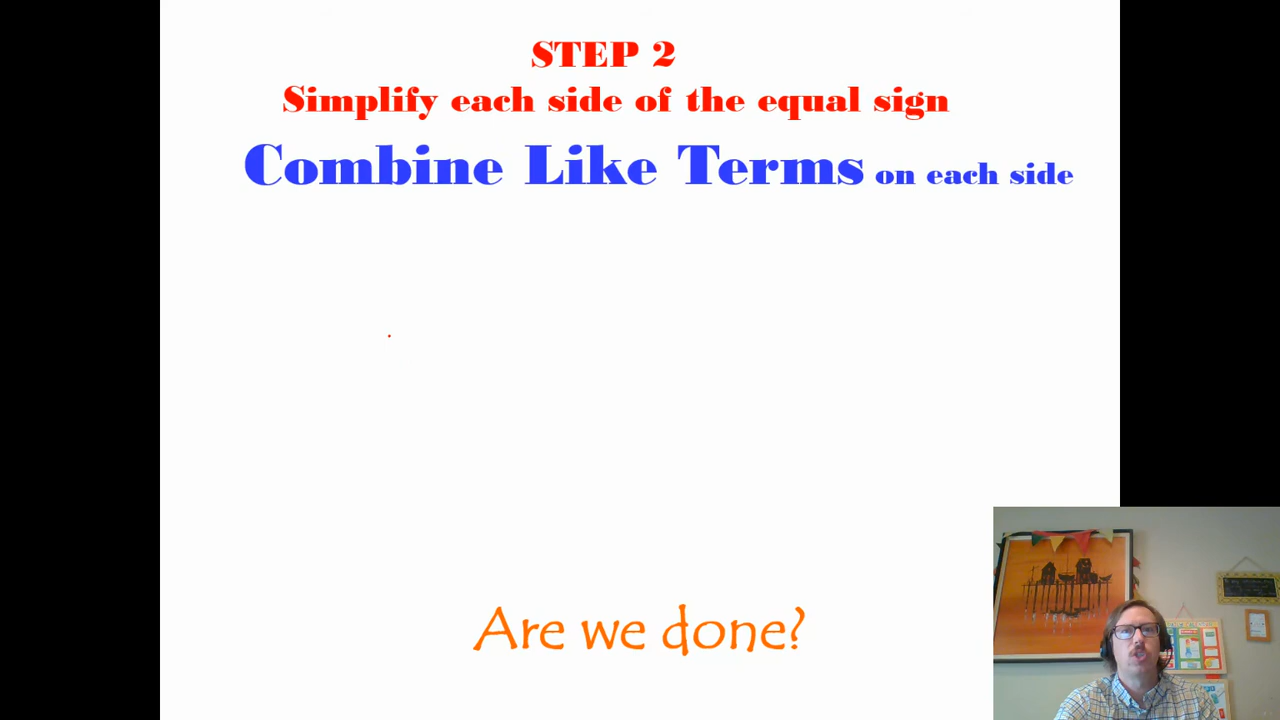 STEP 2
Simplify each side of the equal sign
Combine Like Terms on each side
Are we done?